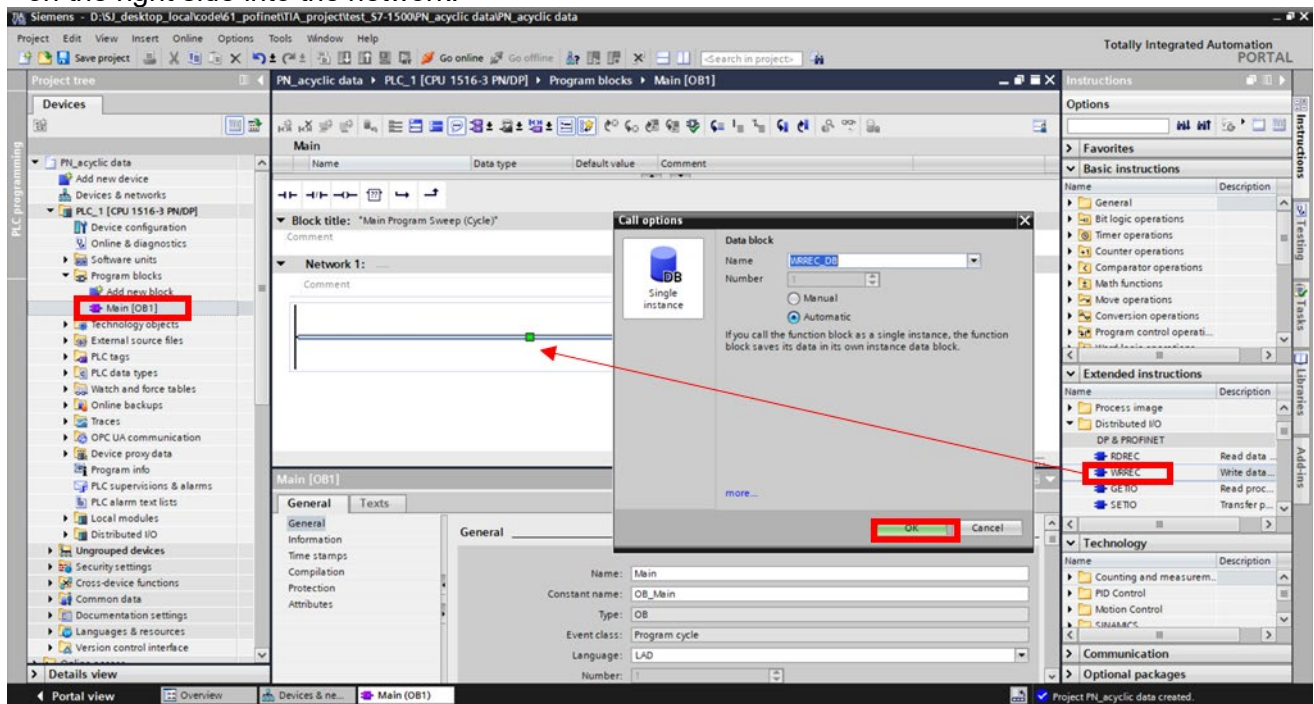 on the right side into the network.
Siemens - D:\SJ_desktop_local\code\61_pofinet\TIA_project\test_S7-1500\PN_acyclic data\PN_acyclic data
Project Edit View Insert Online Options Tools Window Help
Totally Integrated Automation
PORTAL
Save project Go online Go offline <Search in project>
Project tree
PN_acyclic data PLC_1 [CPU 1516-3 PN/DP] Program blocks Main [OB1]
Instructions
Devices
Options
PLC programming
Main
Name Data type Default value Comment
Block title: "Main Program Sweep (Cycle)"
Comment
Network 1:
Comment
PN_acyclic data
Add new device
Devices & networks
PLC_1 [CPU 1516-3 PN/DP]
Device configuration
Online & diagnostics
Software units
Program blocks
Add new block
Main [OB1]
Technology objects
External source files
PLC tags
PLC data types
Watch and force tables
Online backups
Traces
OPC UA communication
Device proxy data
Program info
PLC supervisions & alarms
PLC alarm text lists
Local modules
Distributed I/O
Ungrouped devices
Security settings
Cross-device functions
Common data
Documentation settings
Languages & resources
Version control interface
Details view
Call options
Data block
Name WRREC_DB
Number 1
Manual
Automatic
DB
Single
instance
If you call the function block as a single instance, the function
block saves its data in its own instance data block.
more...
OK Cancel
Main [OB1]
General Texts
General
Information
Time stamps
Compilation
Protection
Attributes
General
Name: Main
Constant name: OB_Main
Type: OB
Event class: Program cycle
Language: LAD
Number: 1
Favorites
Basic instructions
Name Description
General
Bit logic operations
Timer operations
Counter operations
Comparator operations
Math functions
Move operations
Conversion operations
Program control operati...
Extended instructions
Name Description
Process image
Distributed I/O
DP & PROFINET
RDREC Read data ...
WRREC Write data...
GETIO Read proc...
SETIO Transfer p...
Technology
Name Description
Counting and measurem...
PID Control
Motion Control
SINAMICS
Communication
Optional packages
Instructions
Testing
Tasks
Libraries
Add-ins
Portal view Overview Devices & ne... Main (OB1)
Project PN_acyclic data created.